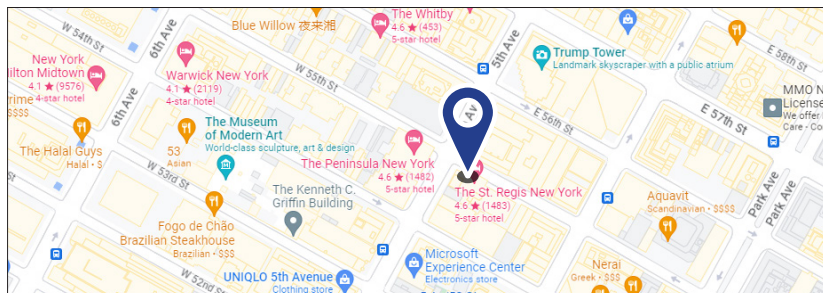 W 54th St
6th Ave
Blue Willow 夜来湘
The Whitby
4.6 ★ (453)
5-star hotel
5th Ave
Trump Tower
Landmark skyscraper with a public atrium
E 58th St
New York
Hilton Midtown
4.1 ★ (9576)
4-star hotel
Warwick New York
4.1 ★ (2119)
4-star hotel
W 55th St
Av
E 56th St
E 57th St
MMO N
License
We offer
Care - Co
6th Ave
The Museum
of Modern Art
World-class sculpture, art & design
rime
$$$$
The Halal Guys
Halal • $
53
Asian
W 53rd St
The Peninsula New York
4.6 ★ (1482)
5-star hotel
The St. Regis New York
4.6 ★ (1483)
5-star hotel
The Kenneth C.
Griffin Building
Aquavit
Scandinavian • $$$$
Park Ave
Park Ave
Fogo de Chão
Brazilian Steakhouse
Brazilian • $$$
W 52nd St
UNIQLO 5th Avenue
Clothing store
Microsoft
Experience Center
Electronics store
Nerai
Greek • $$$